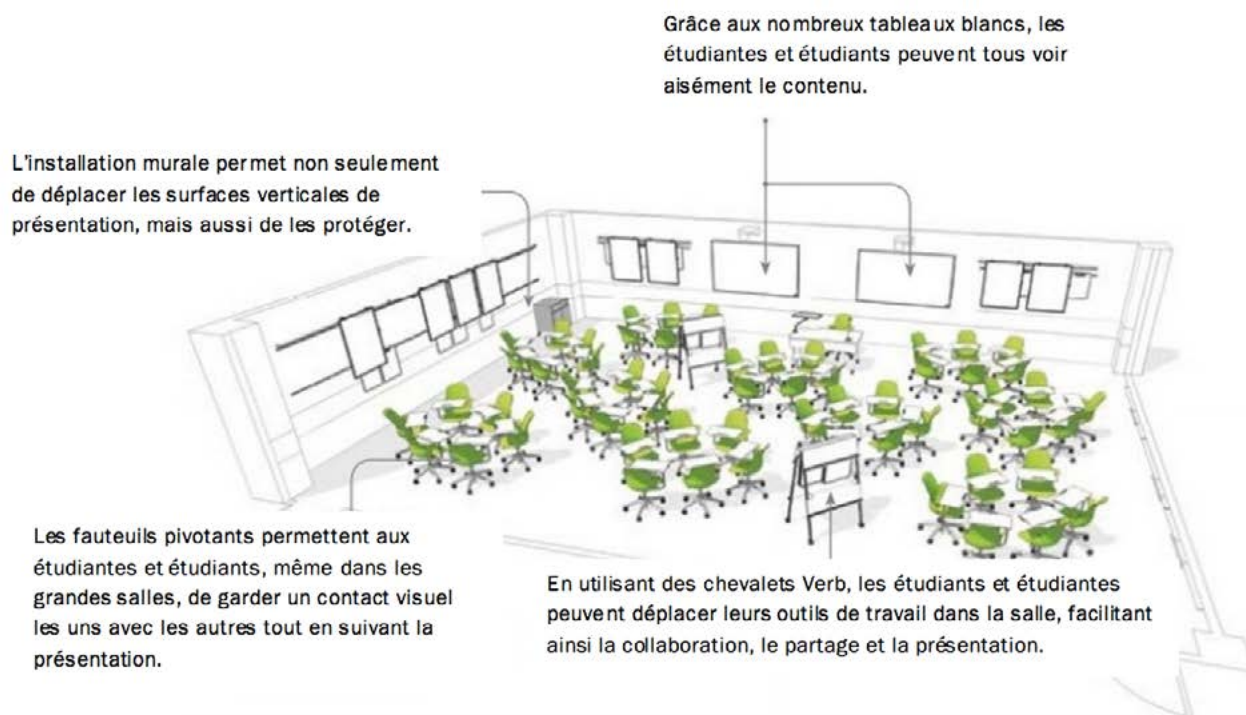 Grâce aux nombreux tableaux blancs, les
étudiantes et étudiants peuvent tous voir
aisément le contenu.
L'installation murale permet non seulement
de déplacer les surfaces verticales de
présentation, mais aussi de les protéger.
Les fauteuils pivotants permettent aux
étudiantes et étudiants, même dans les
grandes salles, de garder un contact visuel
les uns avec les autres tout en suivant la
présentation.
En utilisant des chevalets Verb, les étudiants et étudiantes
peuvent déplacer leurs outils de travail dans la salle, facilitant
ainsi la collaboration, le partage et la présentation.